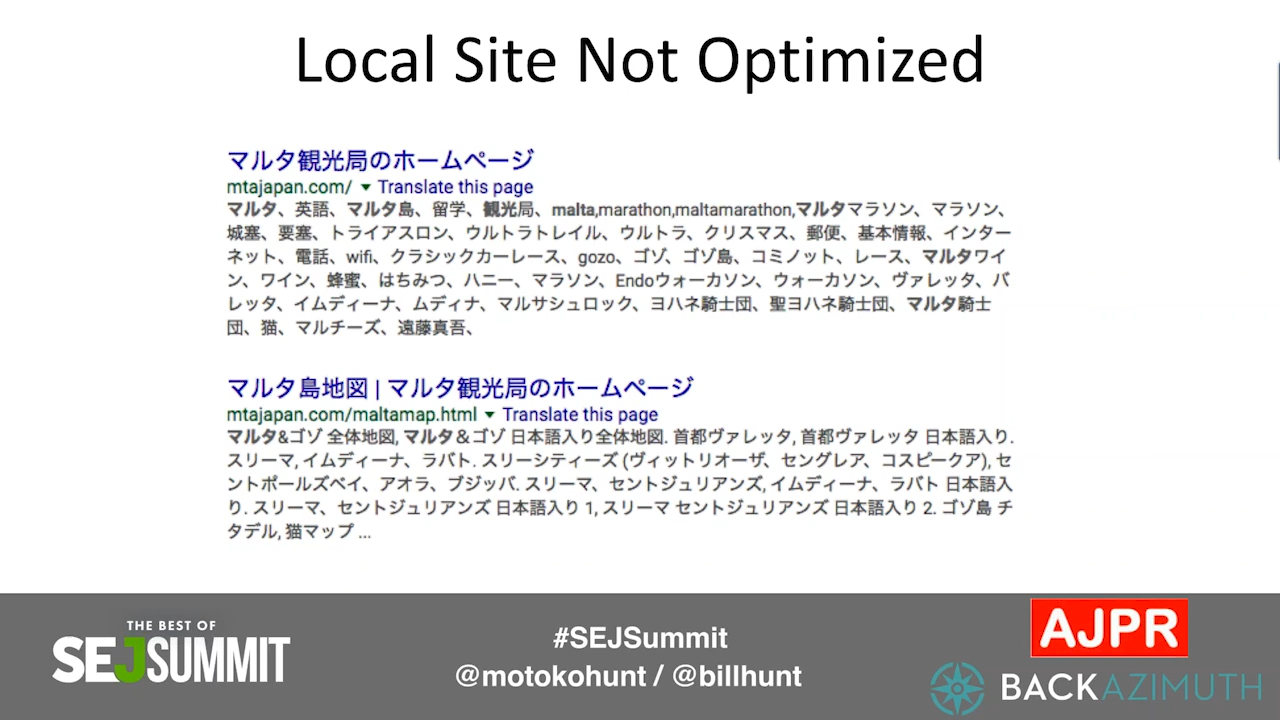 Local Site Not Optimized
マルタ観光局のホームページ
mtajapan.com/ ▼ Translate this page
マルタ、英語、マルタ島、留学、観光局、malta,marathon,maltamarathon,マルタマラソン、マラソン、
城塞、要塞、トライアスロン、ウルトラトレイル、ウルトラ、クリスマス、郵便、基本情報、インター
ネット、電話、wifi、クラシックカーレース、gozo、ゴゾ、ゴゾ島、コミノット、レース、マルタワイ
ン、ワイン、蜂蜜、はちみつ、ハニー、マラソン、Endoウォーカソン、ウォーカソン、ヴァレッタ、バ
レッタ、イムディーナ、ムディナ、マルサシュロック、ヨハネ騎士団、聖ヨハネ騎士団、マルタ騎士
団、猫、マルチーズ、遠藤真吾、
マルタ島地図 | マルタ観光局のホームページ
mtajapan.com/maltamap.html ▼ Translate this page
マルタ&ゴゾ 全体地図, マルタ＆ゴゾ 日本語入り全体地図. 首都ヴァレッタ, 首都ヴァレッタ 日本語入り.
スリーマ, イムディーナ、ラバト. スリーシティーズ (ヴィットリオーザ、セングレア、コスピークア), セ
ントポールズベイ、アオラ、ブジッバ. スリーマ、セントジュリアンズ, イムディーナ、ラバト 日本語入
り. スリーマ、セントジュリアンズ 日本語入り 1, スリーマ セントジュリアンズ 日本語入り 2. ゴゾ島 チ
タデル, 猫マップ ...
THE BEST OF
SEJSUMMIT
#SEJSummit
@motokohunt / @billhunt
AJPR
BACKAZIMUTH